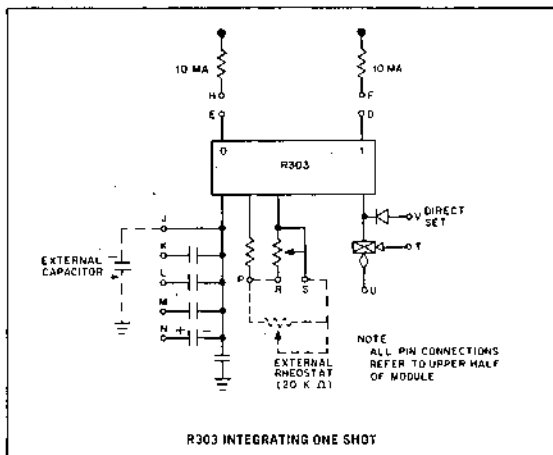 10 MA
10 MA
H
F
E
D
0
1
R303
J
V
DIRECT
SET
K
T
EXTERNAL
CAPACITOR
L
P
R
S
U
M
N
+
-
NOTE
ALL PIN CONNECTIONS
REFER TO UPPER HALF
OF MODULE
EXTERNAL
RHEOSTAT
(20 K Ω)
R303 INTEGRATING ONE SHOT